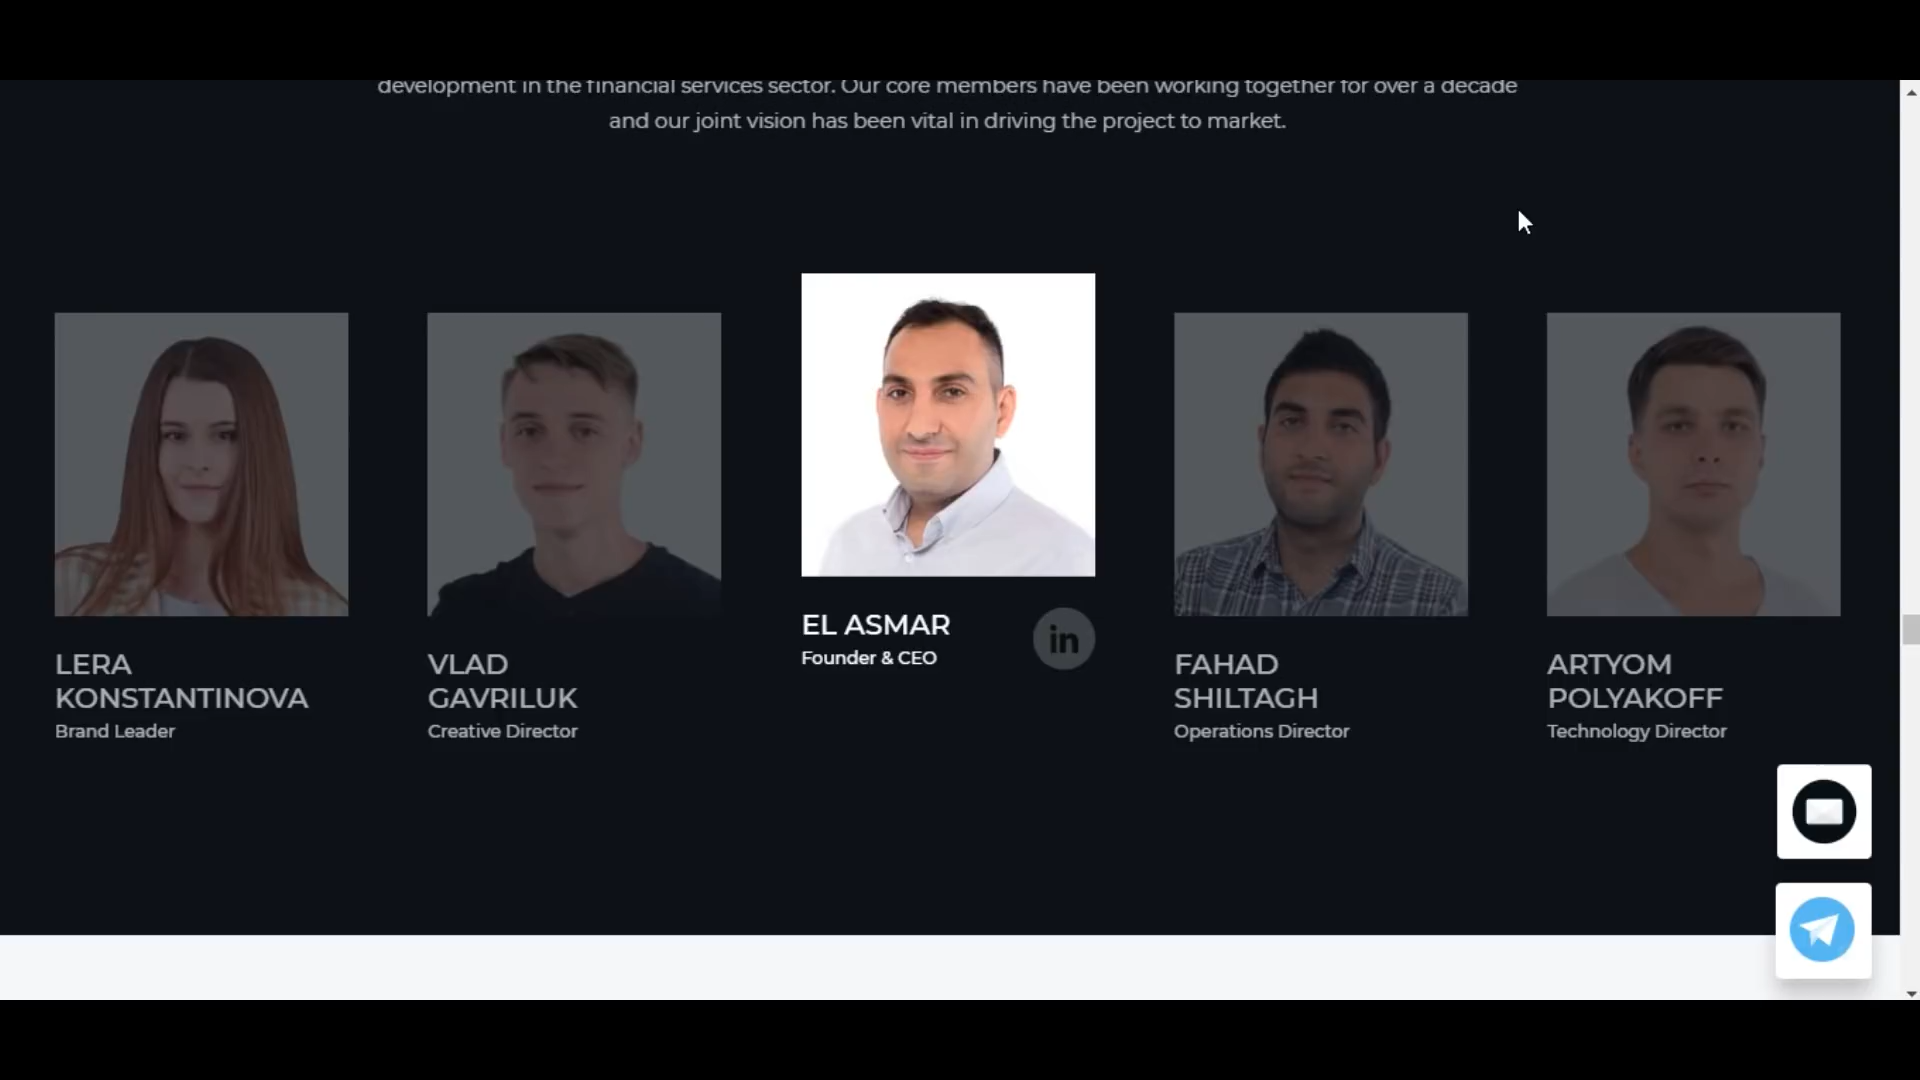 development in the financial services sector. Our core members have been working together for over a decade
and our joint vision has been vital in driving the project to market.
LERA
KONSTANTINOVA
Brand Leader
VLAD
GAVRILUK
Creative Director
EL ASMAR
Founder & CEO
in
FAHAD
SHILTAGH
Operations Director
ARTYOM
POLYAKOFF
Technology Director